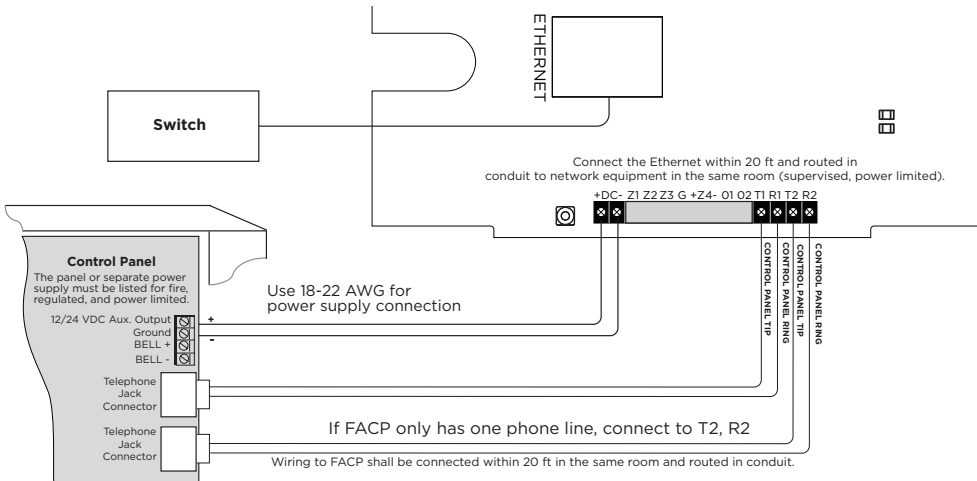 ETHERNET
Switch
Connect the Ethernet within 20 ft and routed in
conduit to network equipment in the same room (supervised, power limited).
+DC- Z1 Z2 Z3 G +Z4- O1 O2 T1 R1 T2 R2
Control Panel
The panel or separate power
supply must be listed for fire,
regulated, and power limited.
12/24 VDC Aux. Output
Ground
BELL +
BELL -
+
-
Use 18-22 AWG for
power supply connection
CONTROL PANEL TIP
CONTROL PANEL RING
CONTROL PANEL TIP
CONTROL PANEL RING
Telephone
Jack
Connector
Telephone
Jack
Connector
If FACP only has one phone line, connect to T2, R2
Wiring to FACP shall be connected within 20 ft in the same room and routed in conduit.